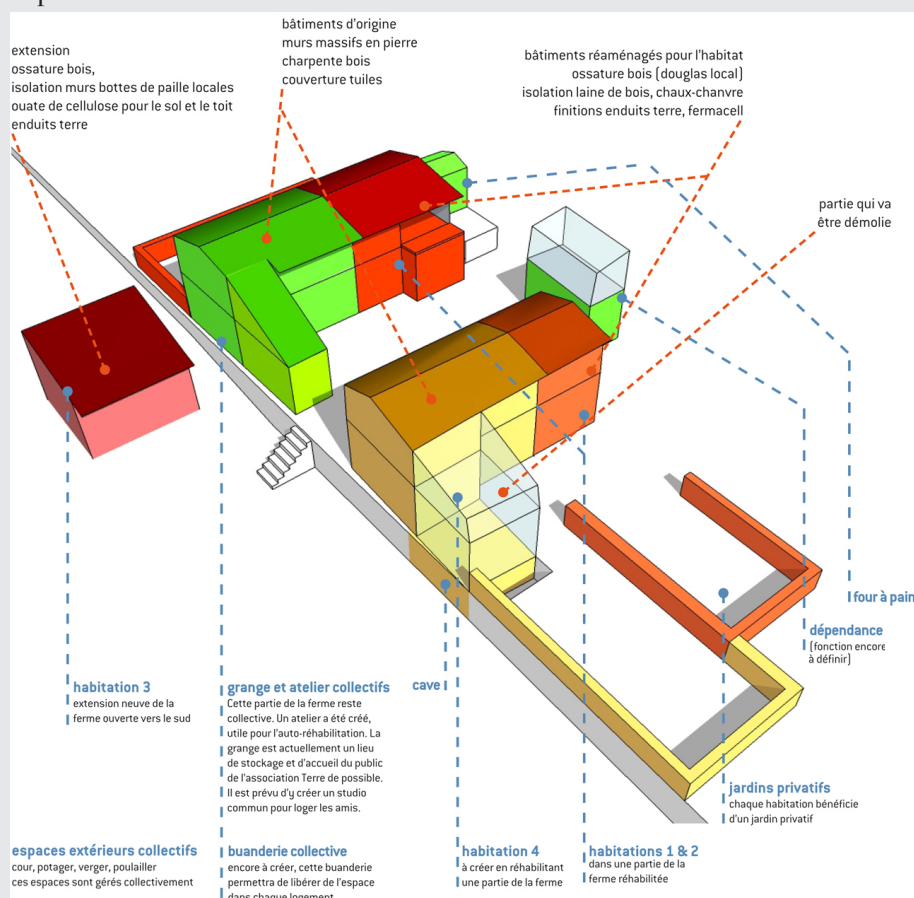 extension
ossature bois,
isolation murs bottes de paille locales
ouate de cellulose pour le sol et le toit
enduits terre
bâtiments d'origine
murs massifs en pierre
charpente bois
couverture tuiles
bâtiments réaménagés pour l'habitat
ossature bois (douglas local)
isolation laine de bois, chaux-chanvre
finitions enduits terre, fermacell
partie qui va
être démolie
four à pain
dépendance
(fonction encore
à définir)
habitation 3
extension neuve de la
ferme ouverte vers le sud
grange et atelier collectifs
Cette partie de la ferme reste
collective. Un atelier a été créé,
utile pour l'auto-réhabilitation. La
grange est actuellement un lieu
de stockage et d'accueil du public
de l'association Terre de possible.
Il est prévu d'y créer un studio
commun pour loger les amis.
cave
jardins privatifs
chaque habitation bénéficie
d'un jardin privatif
espaces extérieurs collectifs
cour, potager, verger, poulailler
ces espaces sont gérés collectivement
buanderie collective
encore à créer, cette buanderie
permettra de libérer de l'espace
dans chaque logement
habitation 4
à créer en réhabilitant
une partie de la ferme
habitations 1 & 2
dans une partie de la
ferme réhabilitée